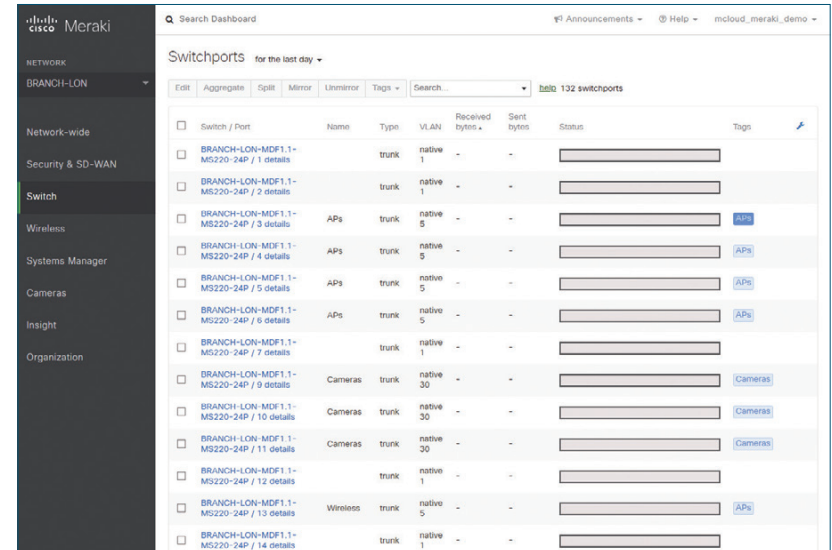 CISCO Meraki
Search Dashboard
Announcements
Help
mcloud_meraki_demo
NETWORK
BRANCH-LON
Network-wide
Security & SD-WAN
Switch
Wireless
Systems Manager
Cameras
Insight
Organization
Switchports for the last day
Edit Aggregate Split Mirror Unmirror Tags Search... help 132 switchports
Switch / Port Name Type VLAN Received bytes Sent bytes Status Tags
BRANCH-LON-MDF1.1-
MS220-24P / 1 details trunk native 1 - -
BRANCH-LON-MDF1.1-
MS220-24P / 2 details trunk native 1 - -
BRANCH-LON-MDF1.1-
MS220-24P / 3 details APs trunk native 5 - - APs
BRANCH-LON-MDF1.1-
MS220-24P / 4 details APs trunk native 5 - - APs
BRANCH-LON-MDF1.1-
MS220-24P / 5 details APs trunk native 5 - - APs
BRANCH-LON-MDF1.1-
MS220-24P / 6 details APs trunk native 5 - - APs
BRANCH-LON-MDF1.1-
MS220-24P / 7 details trunk native 1 - -
BRANCH-LON-MDF1.1-
MS220-24P / 9 details Cameras trunk native 30 - - Cameras
BRANCH-LON-MDF1.1-
MS220-24P / 10 details Cameras trunk native 30 - - Cameras
BRANCH-LON-MDF1.1-
MS220-24P / 11 details Cameras trunk native 30 - - Cameras
BRANCH-LON-MDF1.1-
MS220-24P / 12 details trunk native 1 - -
BRANCH-LON-MDF1.1-
MS220-24P / 13 details Wireless trunk native 5 - - APs
BRANCH-LON-MDF1.1-
MS220-24P / 14 details trunk native 1 - -